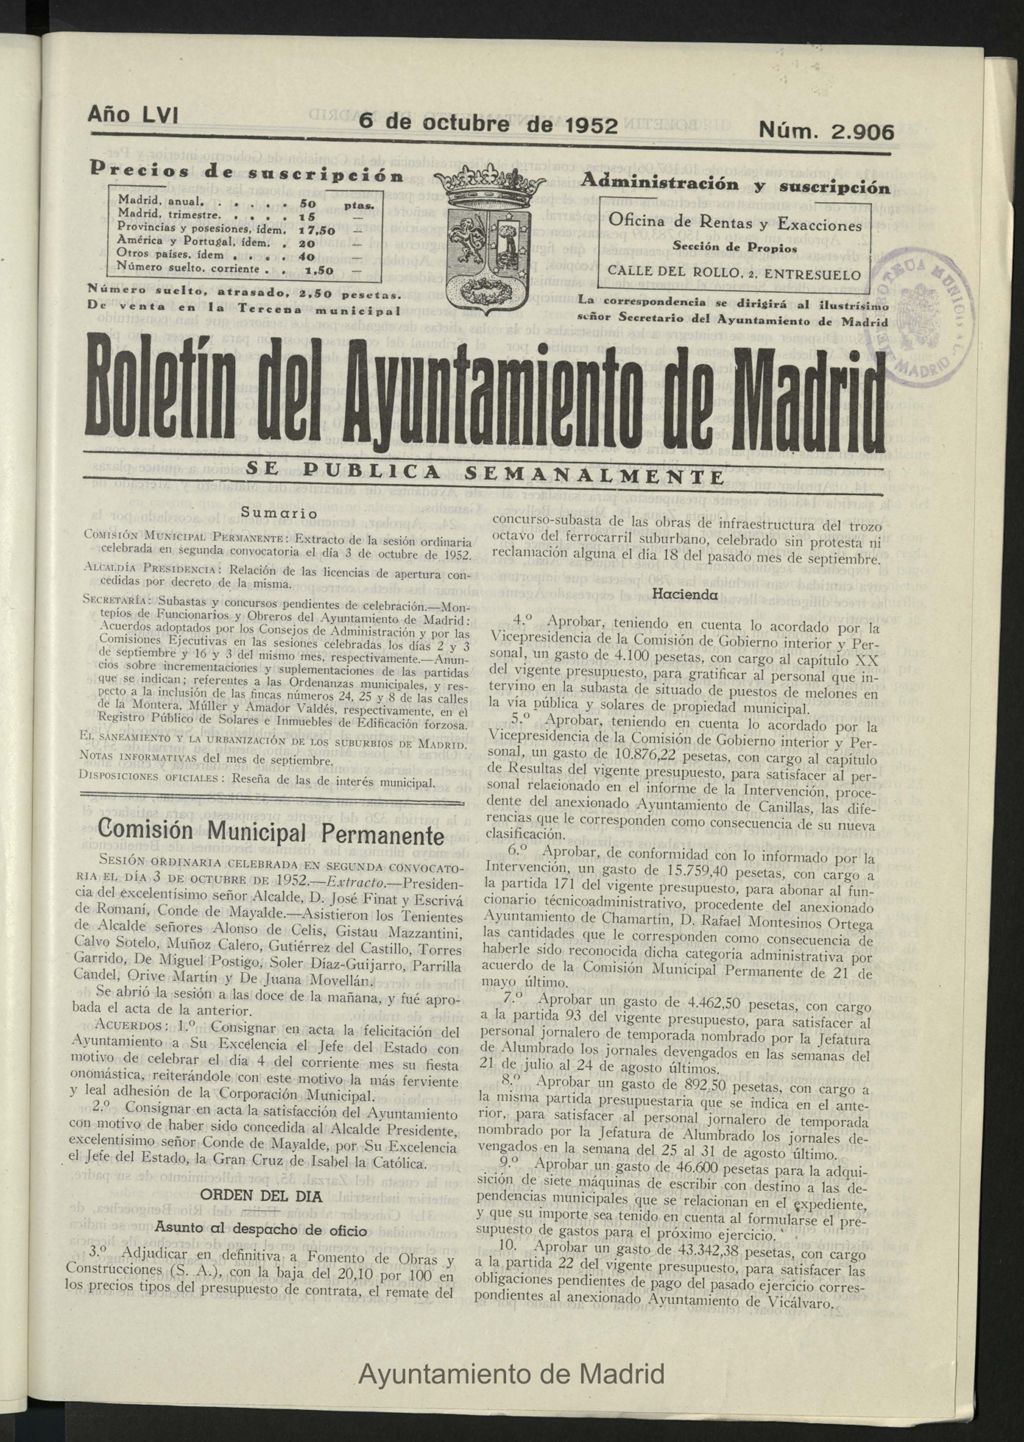 Año LVI
6 de octubre de 1952
Núm. 2.906
Precios de suscripción
Madrid, anual. . . . . . 50 ptas.
Madrid, trimestre. . . . . 15 —
Provincias y posesiones, ídem. 17,50 —
América y Portugal, ídem. . 20 —
Otros países, ídem . . . . 40 —
Número suelto, corriente . . 1,50 —
Número suelto, atrasado, 2,50 pesetas.
De venta en la Tercena municipal
Administración y suscripción
Oficina de Rentas y Exacciones
Sección de Propios
CALLE DEL ROLLO, 2, ENTRESUELO
La correspondencia se dirigirá al ilustrísimo
señor Secretario del Ayuntamiento de Madrid
Boletín del Ayuntamiento de Madrid
SE PUBLICA SEMANALMENTE
Sumario
COMISIÓN MUNICIPAL PERMANENTE: Extracto de la sesión ordinaria
celebrada en segunda convocatoria el día 3 de octubre de 1952.
ALCALDÍA PRESIDENCIA: Relación de las licencias de apertura con-
cedidas por decreto de la misma.
SECRETARÍA: Subastas y concursos pendientes de celebración.—Mon-
tepíos de Funcionarios y Obreros del Ayuntamiento de Madrid:
Acuerdos adoptados por los Consejos de Administración y por las
Comisiones Ejecutivas en las sesiones celebradas los días 2 y 3
de septiembre y 16 y 3 del mismo mes, respectivamente.—Anun-
cios sobre incrementaciones y suplementaciones de las partidas
que se indican; referentes a las Ordenanzas municipales, y res-
pecto a la inclusión de las fincas números 24, 25 y 8 de las calles
de la Montera, Müller y Amador Valdés, respectivamente, en el
Registro Público de Solares e Inmuebles de Edificación forzosa.
EL SANEAMIENTO Y LA URBANIZACIÓN DE LOS SUBURBIOS DE MADRID.
NOTAS INFORMATIVAS del mes de septiembre.
DISPOSICIONES OFICIALES: Reseña de las de interés municipal.
Comisión Municipal Permanente
SESIÓN ORDINARIA CELEBRADA EN SEGUNDA CONVOCATO-
RIA EL DÍA 3 DE OCTUBRE DE 1952.—Extracto.—Presiden-
cia del excelentísimo señor Alcalde, D. José Finat y Escrivá
de Romaní, Conde de Mayalde.—Asistieron los Tenientes
de Alcalde señores Alonso de Celis, Gistau Mazzantini,
Calvo Sotelo, Muñoz Calero, Gutiérrez del Castillo, Torres
Garrido, De Miguel Postigo, Soler Díaz-Guijarro, Parrilla
Candel, Orive Martín y De Juana Movellán.
Se abrió la sesión a las doce de la mañana, y fué apro-
bada el acta de la anterior.
ACUERDOS: 1.º Consignar en acta la felicitación del
Ayuntamiento a Su Excelencia el Jefe del Estado con
motivo de celebrar el día 4 del corriente mes su fiesta
onomástica, reiterándole con este motivo la más ferviente
y leal adhesión de la Corporación Municipal.
2.º Consignar en acta la satisfacción del Ayuntamiento
con motivo de haber sido concedida al Alcalde Presidente,
excelentísimo señor Conde de Mayalde, por Su Excelencia
el Jefe del Estado, la Gran Cruz de Isabel la Católica.
ORDEN DEL DIA
Asunto al despacho de oficio
3.º Adjudicar en definitiva a Fomento de Obras y
Construcciones (S. A.), con la baja del 20,10 por 100 en
los precios tipos del presupuesto de contrata, el remate del
concurso-subasta de las obras de infraestructura del trozo
octavo del ferrocarril suburbano, celebrado sin protesta ni
reclamación alguna el día 18 del pasado mes de septiembre.
Hacienda
4.º Aprobar, teniendo en cuenta lo acordado por la
Vicepresidencia de la Comisión de Gobierno interior y Per-
sonal, un gasto de 4.100 pesetas, con cargo al capítulo XX
del vigente presupuesto, para gratificar al personal que in-
tervino en la subasta de situado de puestos de melones en
la vía pública y solares de propiedad municipal.
5.º Aprobar, teniendo en cuenta lo acordado por la
Vicepresidencia de la Comisión de Gobierno interior y Per-
sonal, un gasto de 10.876,22 pesetas, con cargo al capítulo
de Resultas del vigente presupuesto, para satisfacer al per-
sonal relacionado en el informe de la Intervención, proce-
dente del anexionado Ayuntamiento de Canillas, las dife-
rencias que le corresponden como consecuencia de su nueva
clasificación.
6.º Aprobar, de conformidad con lo informado por la
Intervención, un gasto de 15.759,40 pesetas, con cargo a
la partida 171 del vigente presupuesto, para abonar al fun-
cionario técnicoadministrativo, procedente del anexionado
Ayuntamiento de Chamartín, D. Rafael Montesinos Ortega
las cantidades que le corresponden como consecuencia de
haberle sido reconocida dicha categoría administrativa por
acuerdo de la Comisión Municipal Permanente de 21 de
mayo último.
7.º Aprobar un gasto de 4.462,50 pesetas, con cargo
a la partida 93 del vigente presupuesto, para satisfacer al
personal jornalero de temporada nombrado por la Jefatura
de Alumbrado los jornales devengados en las semanas del
21 de julio al 24 de agosto últimos.
8.º Aprobar un gasto de 892,50 pesetas, con cargo a
la misma partida presupuestaria que se indica en el ante-
rior, para satisfacer al personal jornalero de temporada
nombrado por la Jefatura de Alumbrado los jornales de-
vengados en la semana del 25 al 31 de agosto último.
9.º Aprobar un gasto de 46.600 pesetas para la adqui-
sición de siete máquinas de escribir con destino a las de-
pendencias municipales que se relacionan en el expediente,
y que su importe sea tenido en cuenta al formularse el pre-
supuesto de gastos para el próximo ejercicio.
10. Aprobar un gasto de 43.342,38 pesetas, con cargo
a la partida 22 del vigente presupuesto, para satisfacer las
obligaciones pendientes de pago del pasado ejercicio corres-
pondientes al anexionado Ayuntamiento de Vicálvaro.
Ayuntamiento de Madrid